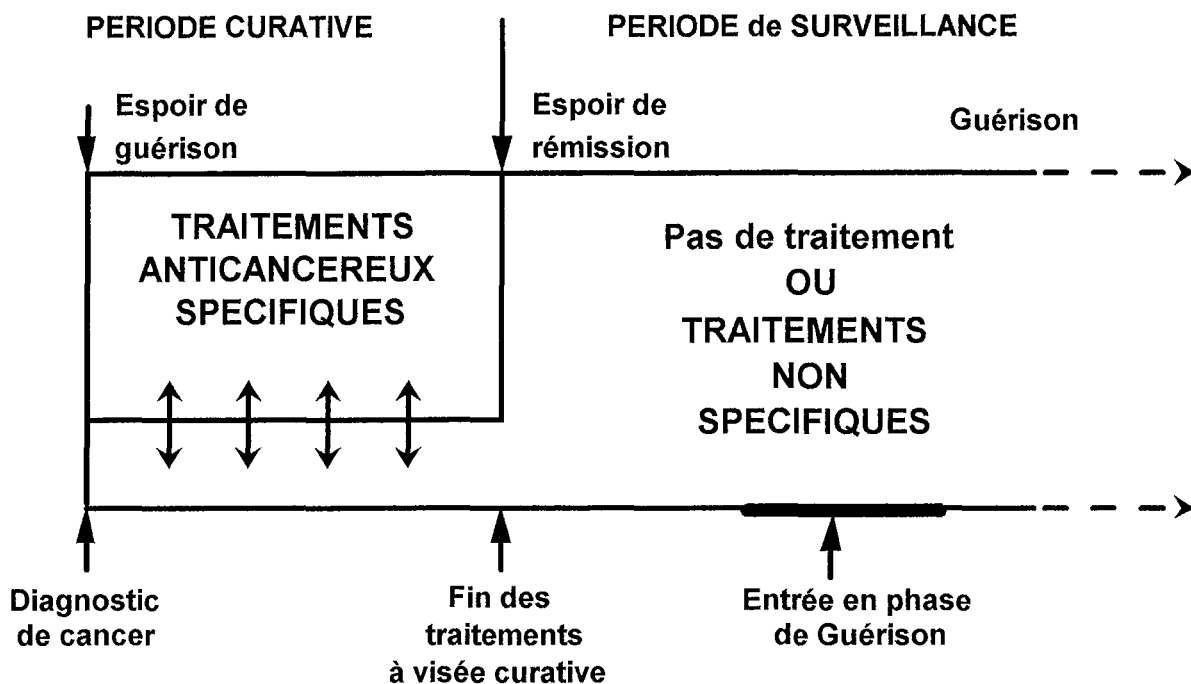 PERIODE CURATIVE
PERIODE de SURVEILLANCE
Espoir de
guérison
Espoir de
rémission
Guérison
TRAITEMENTS
ANTICANCEREUX
SPECIFIQUES
Pas de traitement
OU
TRAITEMENTS
NON
SPECIFIQUES
Diagnostic
de cancer
Fin des
traitements
à visée curative
Entrée en phase
de Guérison